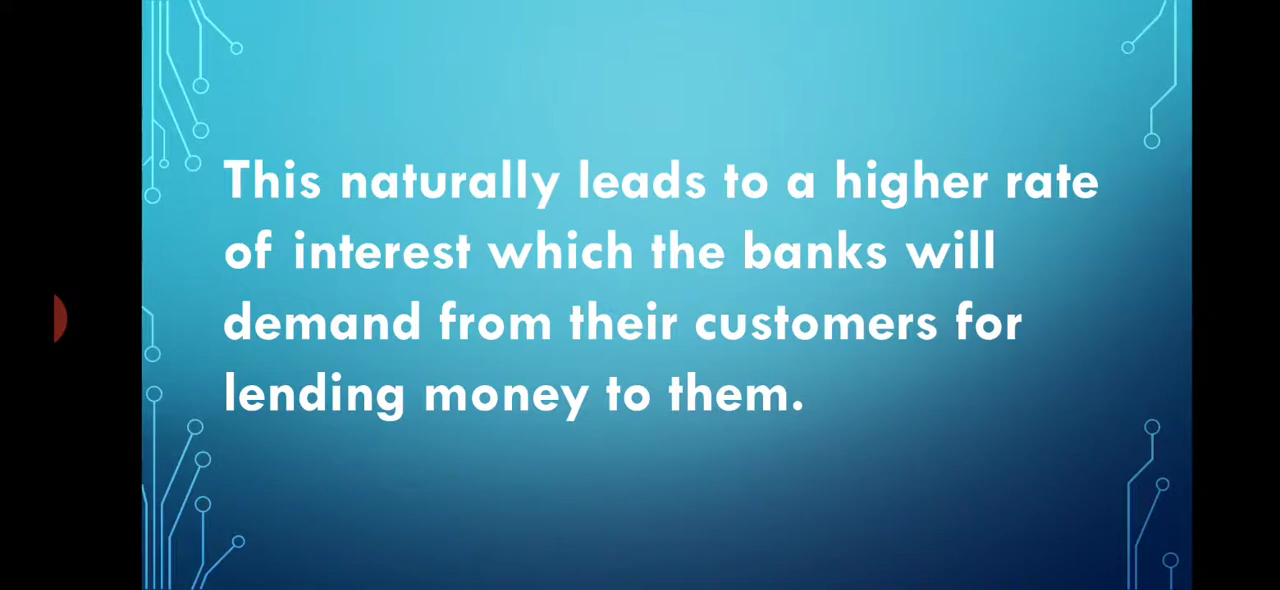 This naturally leads to a higher rate
of interest which the banks will
demand from their customers for
lending money to them.